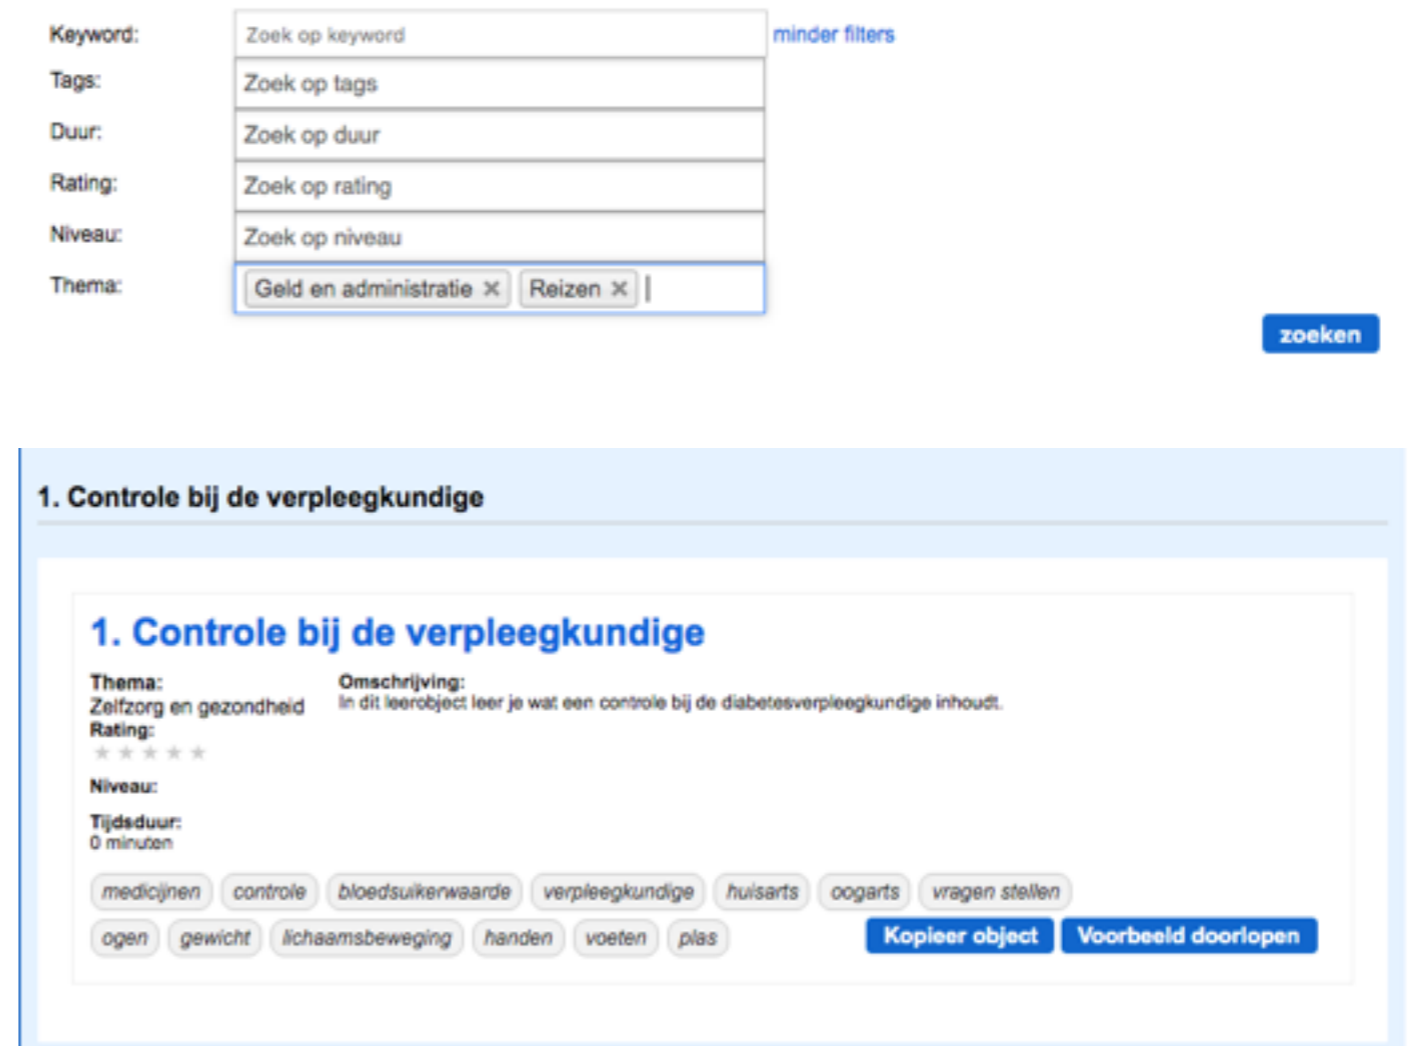 Keyword: Zoek op keyword minder filters
Tags: Zoek op tags
Duur: Zoek op duur
Rating: Zoek op rating
Niveau: Zoek op niveau
Thema: Geld en administratie × Reizen ×
zoeken
1. Controle bij de verpleegkundige
1. Controle bij de verpleegkundige
Thema: Omschrijving:
Zelfzorg en gezondheid In dit leerobject leer je wat een controle bij de diabetesverpleegkundige inhoudt.
Rating:
★ ★ ★ ★ ★
Niveau:
Tijdsduur:
0 minuten
medicijnen controle bloedsuikerwaarde verpleegkundige huisarts oogarts vragen stellen
ogen gewicht lichaamsbeweging handen voeten plas Kopieer object Voorbeeld doorlopen